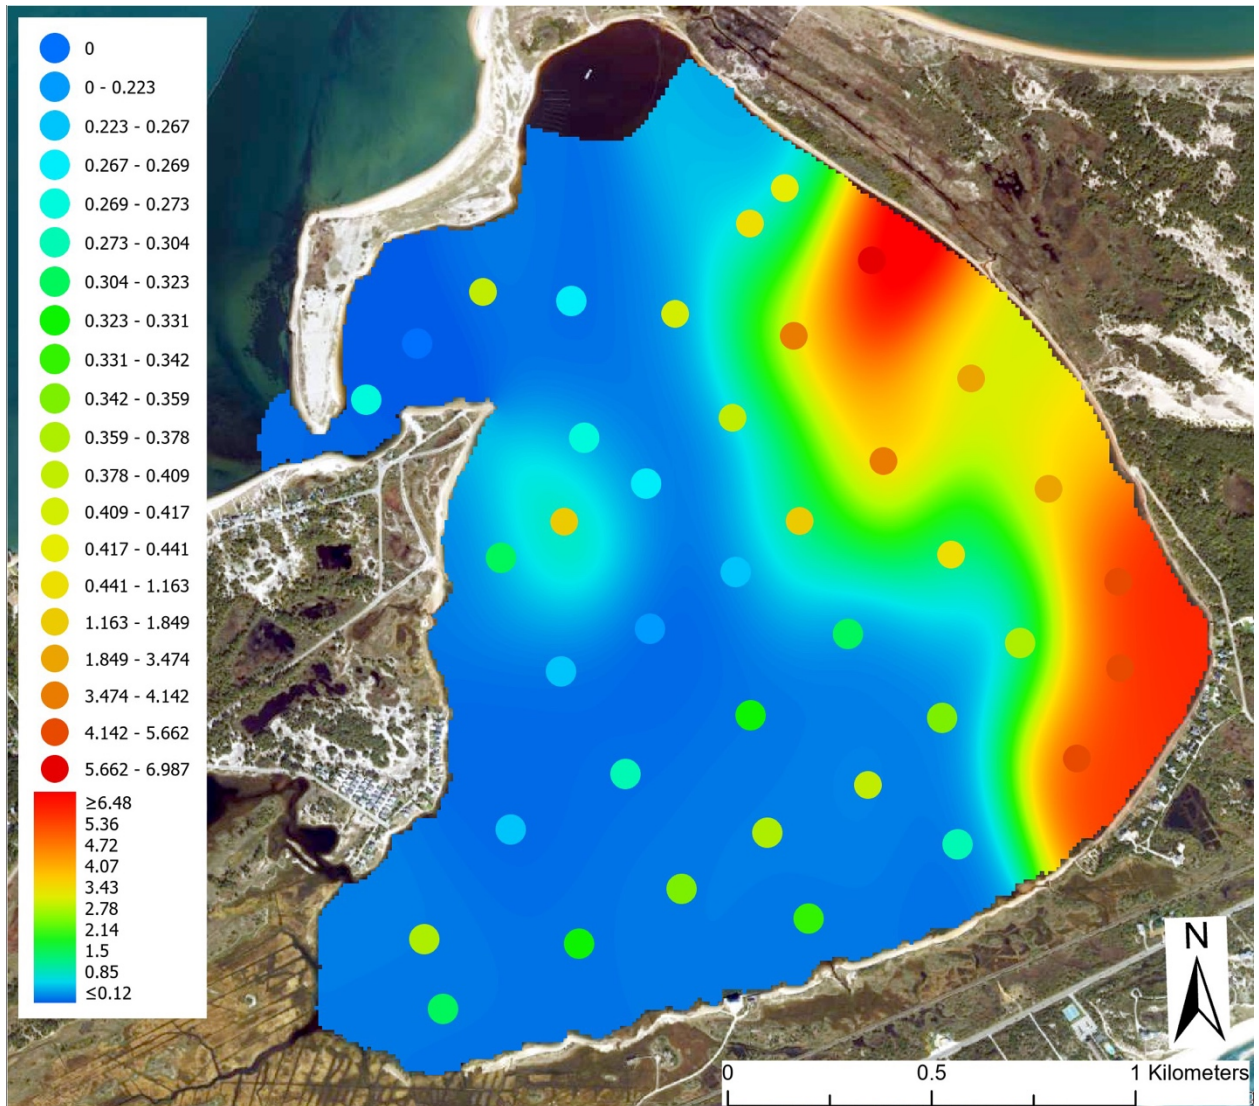 0
0 - 0.223
0.223 - 0.267
0.267 - 0.269
0.269 - 0.273
0.273 - 0.304
0.304 - 0.323
0.323 - 0.331
0.331 - 0.342
0.342 - 0.359
0.359 - 0.378
0.378 - 0.409
0.409 - 0.417
0.417 - 0.441
0.441 - 1.163
1.163 - 1.849
1.849 - 3.474
3.474 - 4.142
4.142 - 5.662
5.662 - 6.987
≥6.48
5.36
4.72
4.07
3.43
2.78
2.14
1.5
0.85
≤0.12
N
0 0.5 1 Kilometers